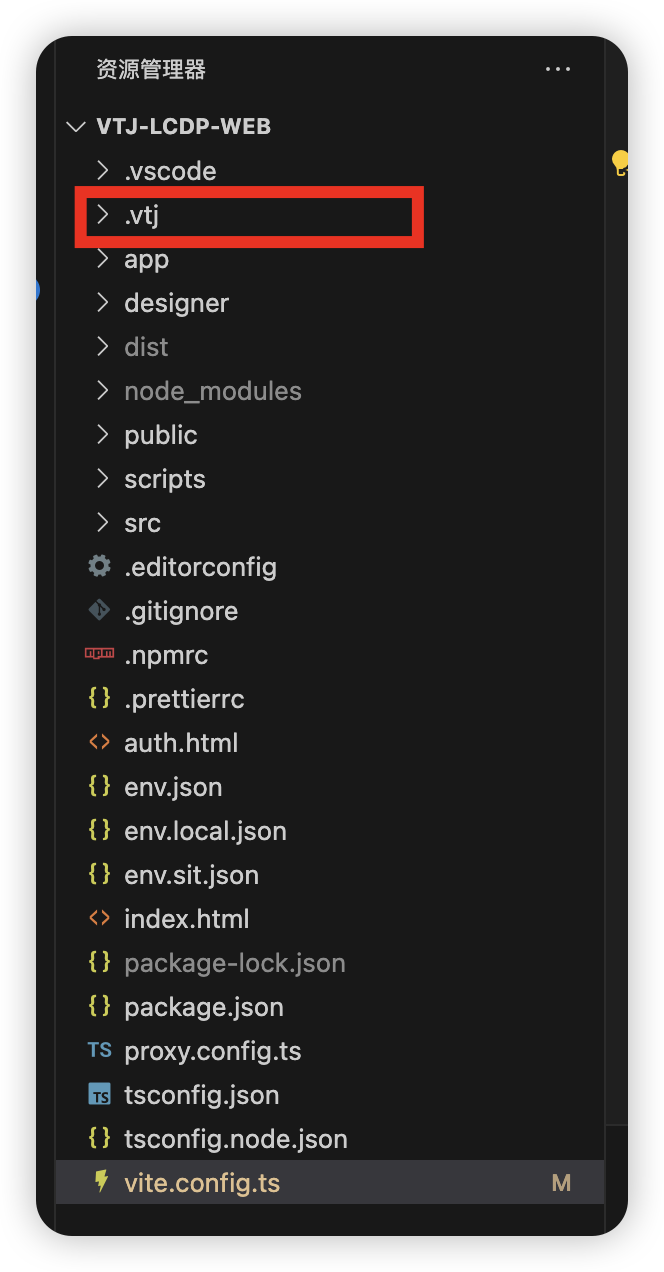 资源管理器
VTJ-LCDP-WEB
.vscode
.vtj
app
designer
dist
node_modules
public
scripts
src
.editorconfig
.gitignore
.npmrc
.prettierrc
auth.html
env.json
env.local.json
env.sit.json
index.html
package-lock.json
package.json
TS proxy.config.ts
TS tsconfig.json
tsconfig.node.json
vite.config.ts M